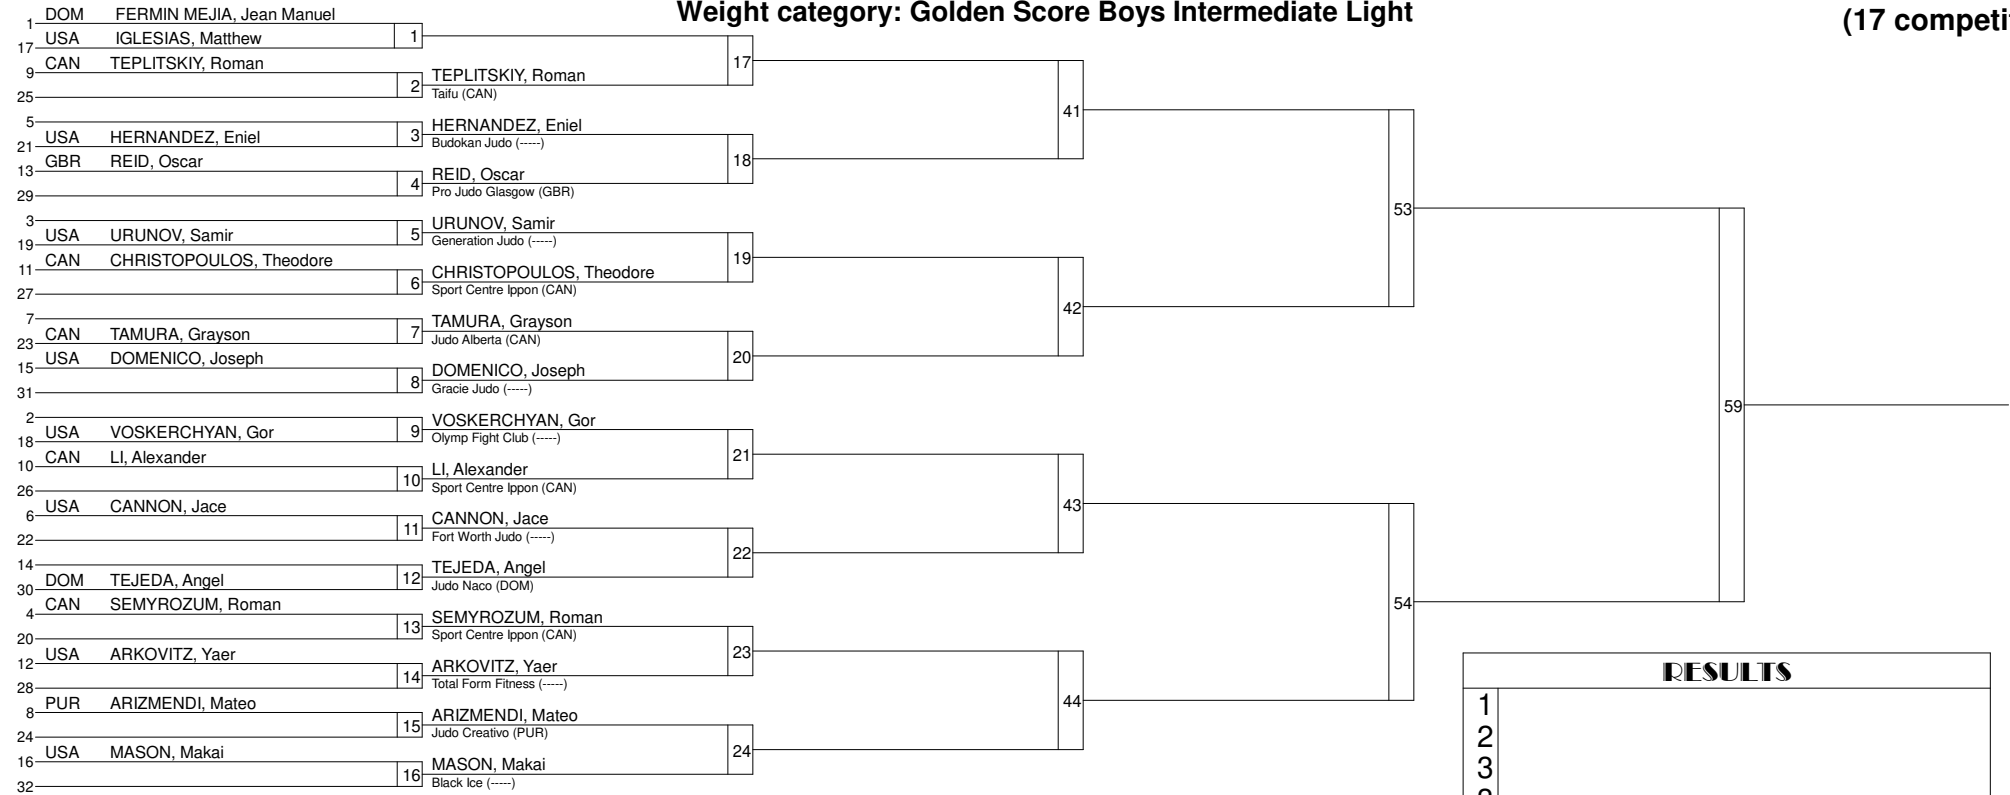 Weight category: Golden Score Boys Intermediate Light
(17 competi
1 DOM FERMIN MEJIA, Jean Manuel
17 USA IGLESIAS, Matthew
1
9 CAN TEPLITSKIY, Roman
25
2
TEPLITSKIY, Roman
Taifu (CAN)
17
5
21 USA HERNANDEZ, Eniel
3
HERNANDEZ, Eniel
Budokan Judo (-----)
13 GBR REID, Oscar
29
4
REID, Oscar
Pro Judo Glasgow (GBR)
18
41
3
19 USA URUNOV, Samir
5
URUNOV, Samir
Generation Judo (-----)
11 CAN CHRISTOPOULOS, Theodore
27
6
CHRISTOPOULOS, Theodore
Sport Centre Ippon (CAN)
19
7
23 CAN TAMURA, Grayson
7
TAMURA, Grayson
Judo Alberta (CAN)
15 USA DOMENICO, Joseph
31
8
DOMENICO, Joseph
Gracie Judo (-----)
20
42
53
2
18 USA VOSKERCHYAN, Gor
9
VOSKERCHYAN, Gor
Olymp Fight Club (-----)
10 CAN LI, Alexander
26
10
LI, Alexander
Sport Centre Ippon (CAN)
21
6 USA CANNON, Jace
22
11
CANNON, Jace
Fort Worth Judo (-----)
14
30 DOM TEJEDA, Angel
12
TEJEDA, Angel
Judo Naco (DOM)
22
43
4 CAN SEMYROZUM, Roman
20
13
SEMYROZUM, Roman
Sport Centre Ippon (CAN)
12 USA ARKOVITZ, Yaer
28
14
ARKOVITZ, Yaer
Total Form Fitness (-----)
23
8 PUR ARIZMENDI, Mateo
24
15
ARIZMENDI, Mateo
Judo Creativo (PUR)
16 USA MASON, Makai
32
16
MASON, Makai
Black Ice (-----)
24
44
54
59
RESULTS
1
2
3